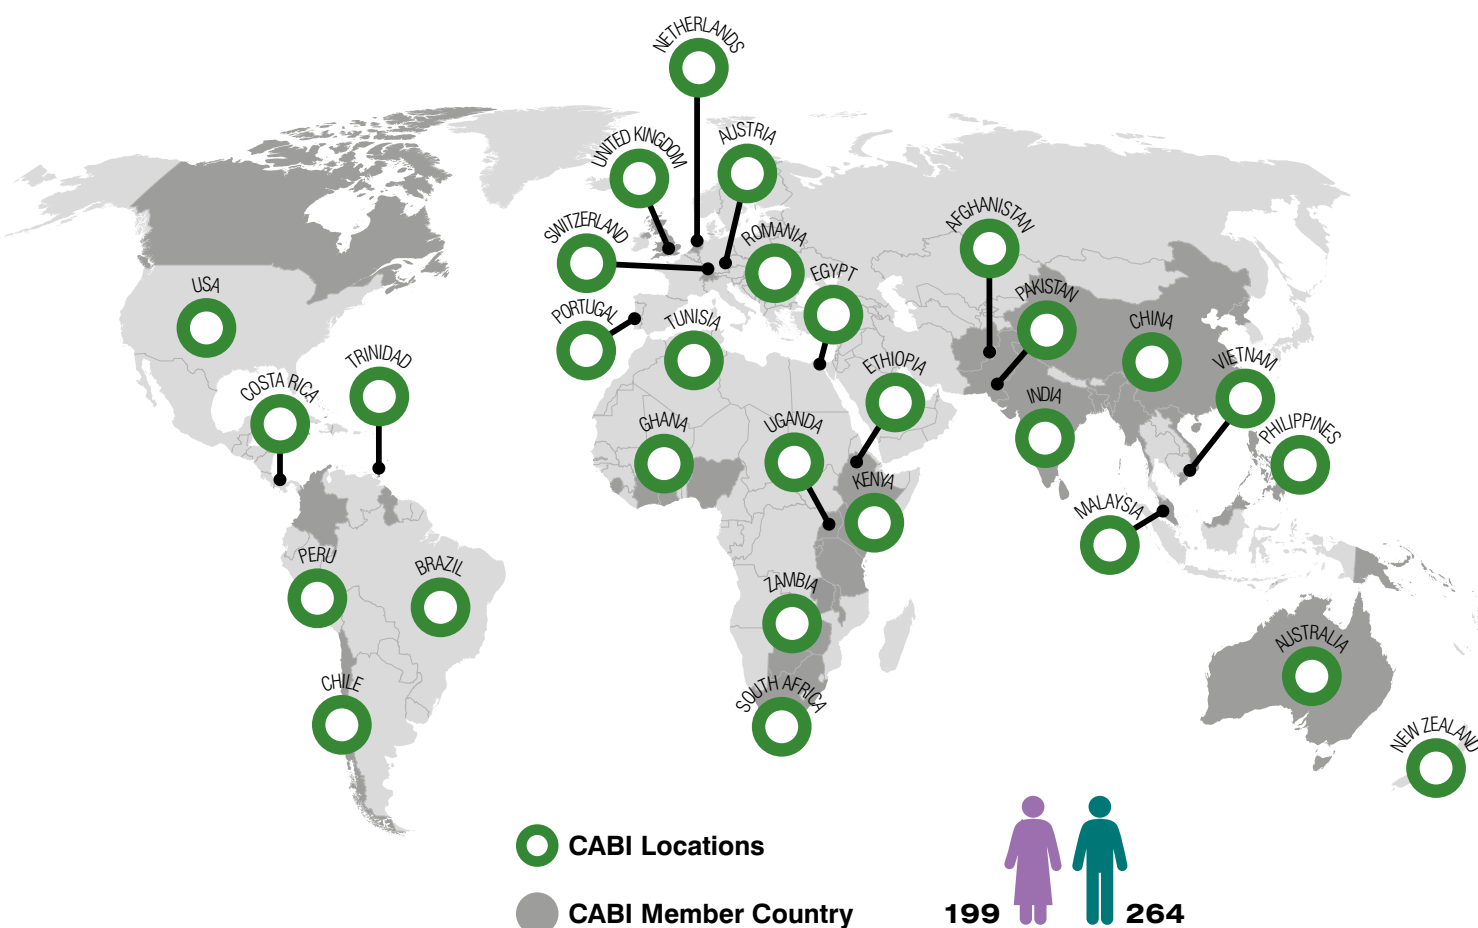 NETHERLANDS
UNITED KINGDOM
AUSTRIA
SWITZERLAND
ROMANIA
AFGHANISTAN
EGYPT
USA
PORTUGAL
TUNISIA
PAKISTAN
CHINA
TRINIDAD
COSTA RICA
ETHIOPIA
VIETNAM
INDIA
GHANA
UGANDA
PHILIPPINES
KENYA
MALAYSIA
PERU
BRAZIL
ZAMBIA
AUSTRALIA
CHILE
SOUTH AFRICA
NEW ZEALAND
CABI Locations
CABI Member Country
199
264